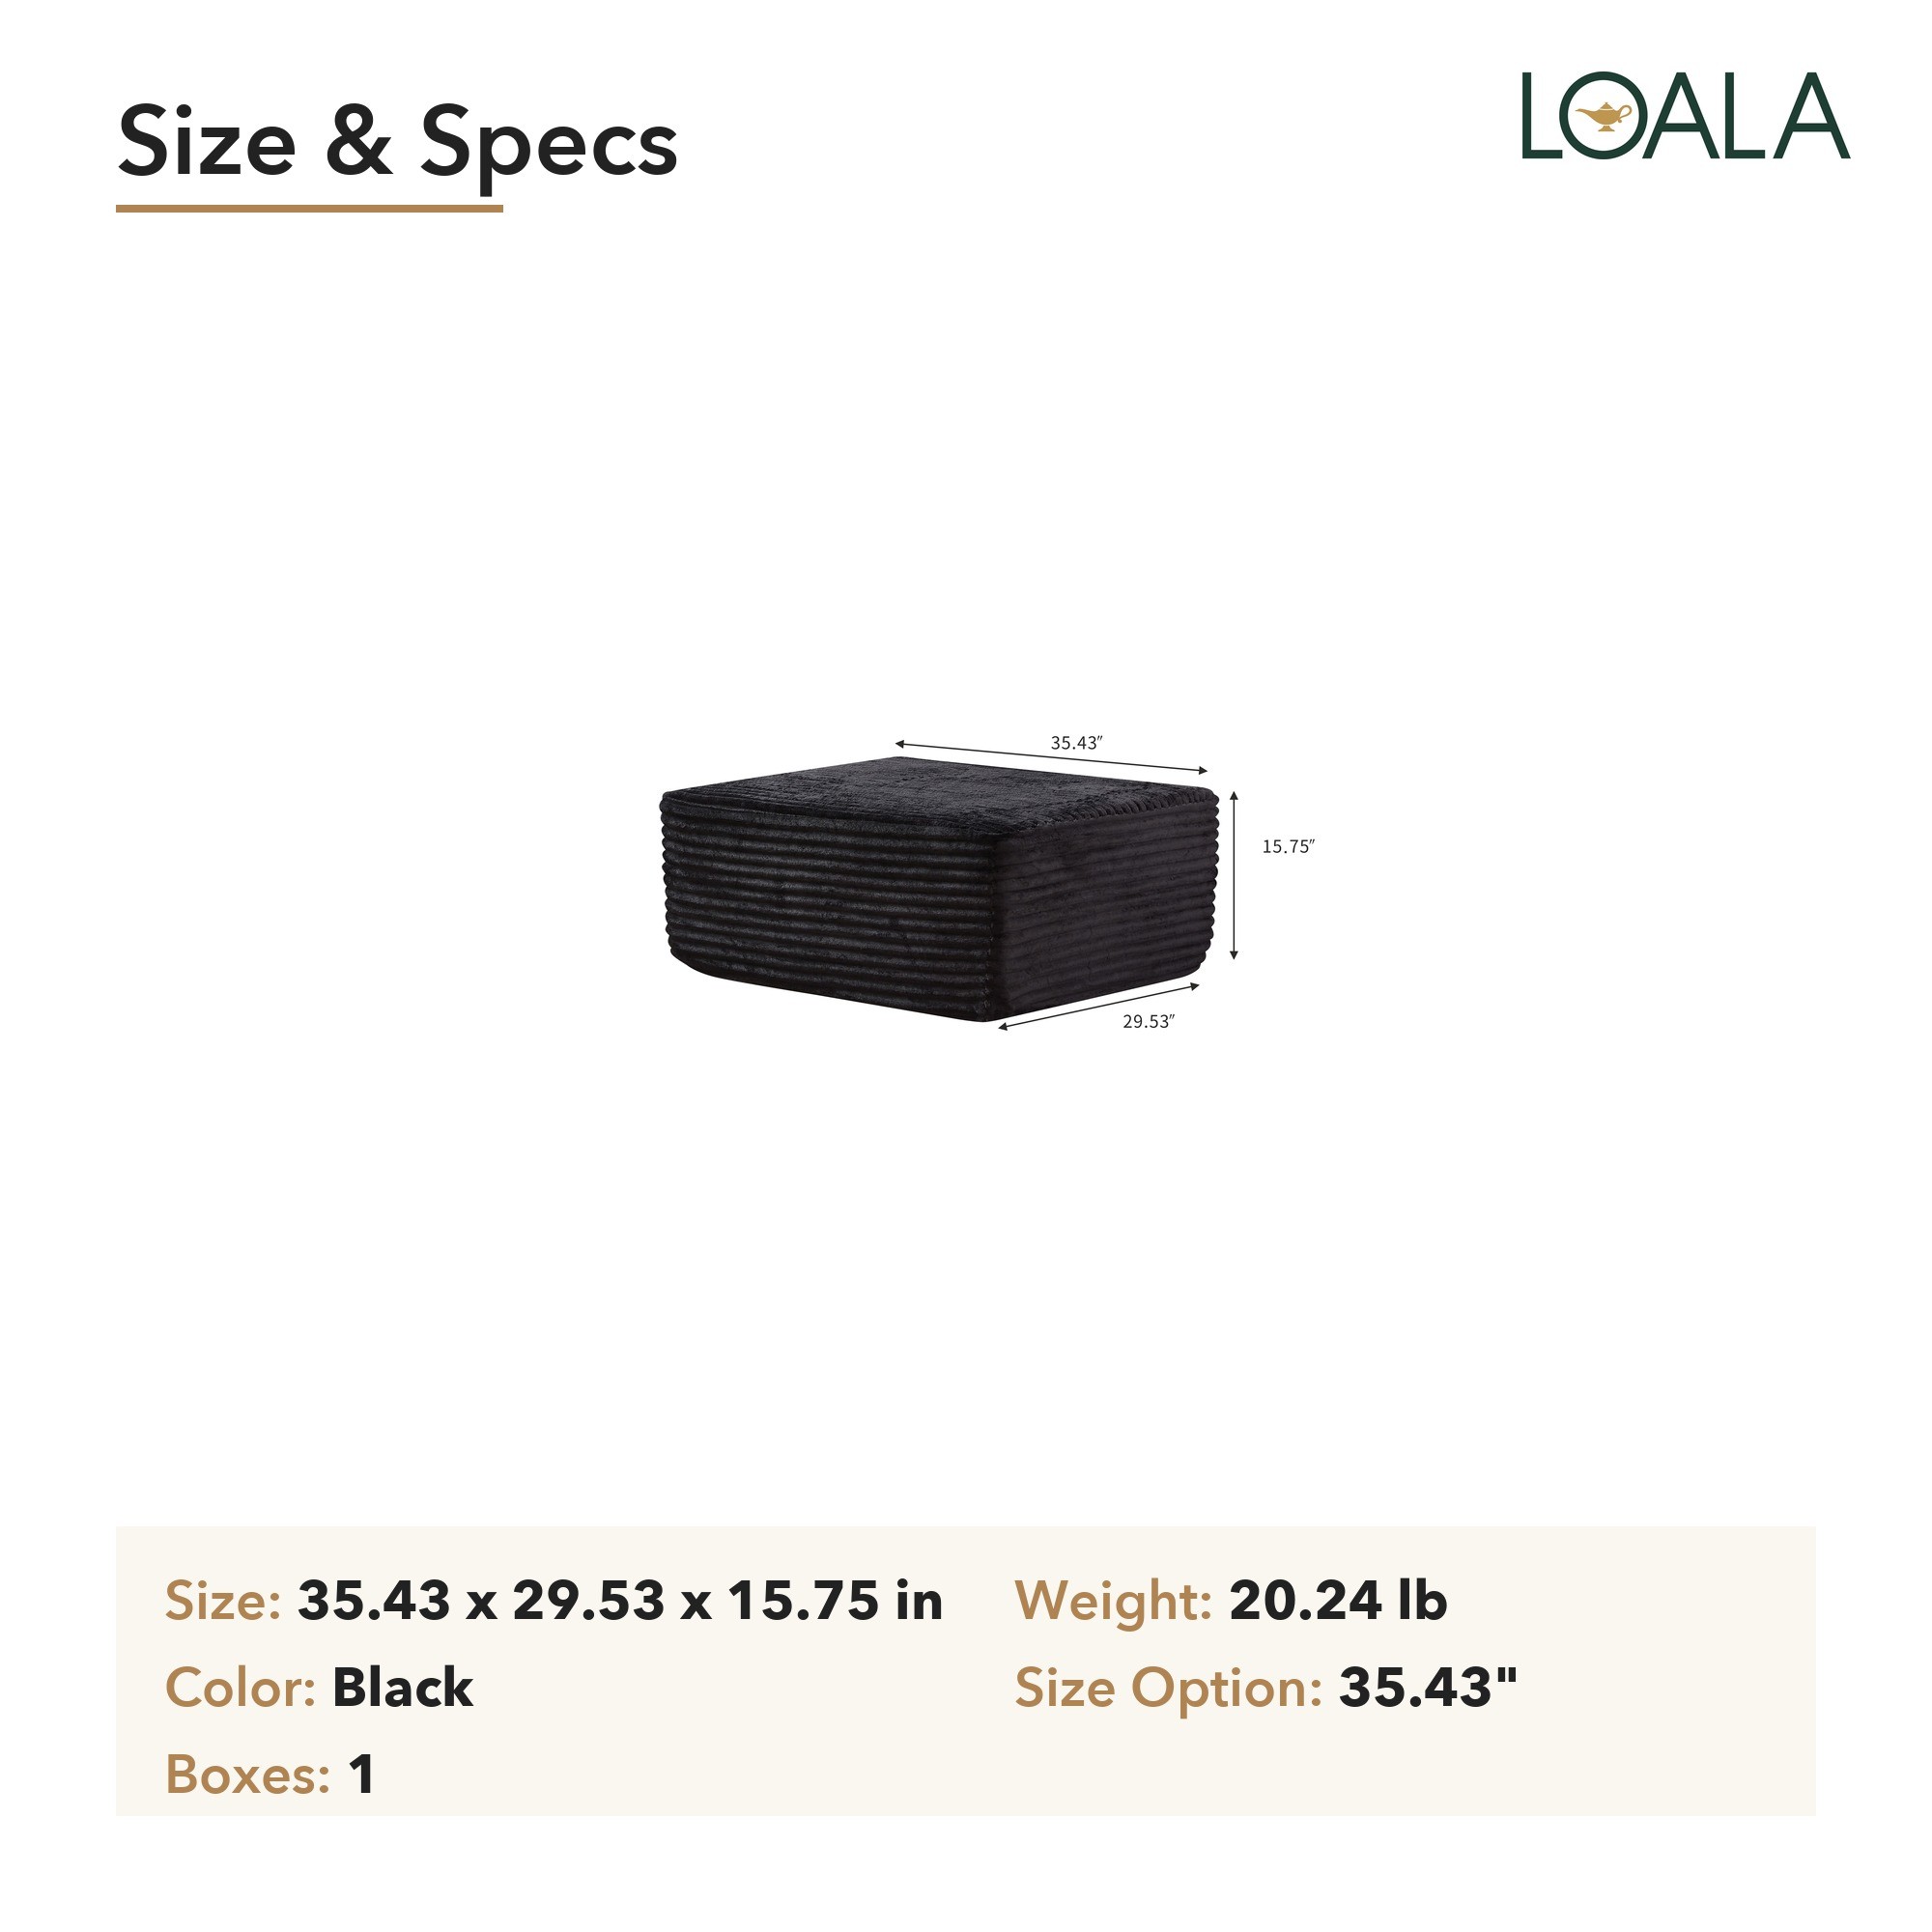 Size & Specs
LOALA
35.43″
15.75″
29.53″
Size: 35.43 x 29.53 x 15.75 in
Weight: 20.24 lb
Color: Black
Size Option: 35.43"
Boxes: 1